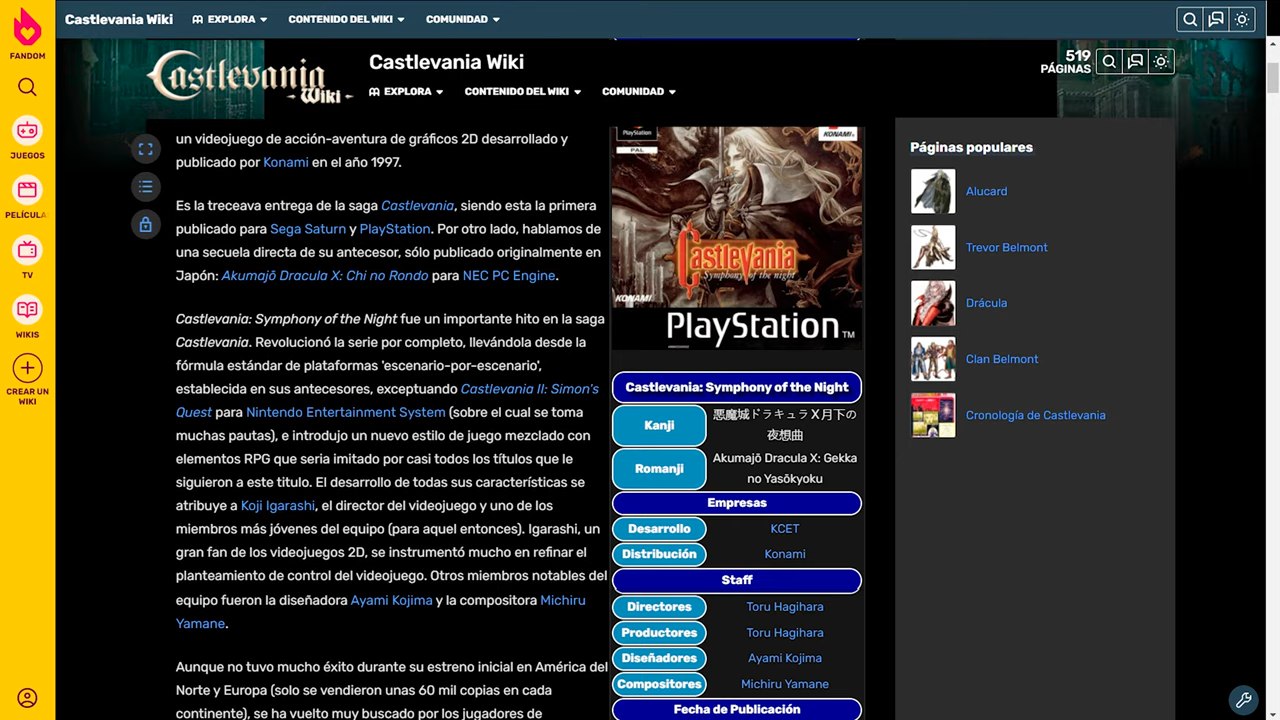 FANDOM
JUEGOS
PELÍCULA
TV
WIKIS
CREAR UN
WIKI
Castlevania Wiki EXPLORA CONTENIDO DEL WIKI COMUNIDAD
Castlevania
Wiki
Castlevania Wiki
519
PÁGINAS
EXPLORA CONTENIDO DEL WIKI COMUNIDAD
un videojuego de acción-aventura de gráficos 2D desarrollado y
publicado por Konami en el año 1997.
Es la treceava entrega de la saga Castlevania, siendo esta la primera
publicado para Sega Saturn y PlayStation. Por otro lado, hablamos de
una secuela directa de su antecesor, sólo publicado originalmente en
Japón: Akumajō Dracula X: Chi no Rondo para NEC PC Engine.
Castlevania: Symphony of the Night fue un importante hito en la saga
Castlevania. Revolucionó la serie por completo, llevándola desde la
fórmula estándar de plataformas 'escenario-por-escenario',
establecida en sus antecesores, exceptuando Castlevania II: Simon's
Quest para Nintendo Entertainment System (sobre el cual se toma
muchas pautas), e introdujo un nuevo estilo de juego mezclado con
elementos RPG que seria imitado por casi todos los títulos que le
siguieron a este titulo. El desarrollo de todas sus características se
atribuye a Koji Igarashi, el director del videojuego y uno de los
miembros más jóvenes del equipo (para aquel entonces). Igarashi, un
gran fan de los videojuegos 2D, se instrumentó mucho en refinar el
planteamiento de control del videojuego. Otros miembros notables del
equipo fueron la diseñadora Ayami Kojima y la compositora Michiru
Yamane.
Aunque no tuvo mucho éxito durante su estreno inicial en América del
Norte y Europa (solo se vendieron unas do mil copias en cada
continente), se ha vuelto muy buscado por los jugadores de
PlayStation
PAL
KONAMI
Castlevania
Symphony of the night
KONAMI
PlayStation TM
Castlevania: Symphony of the Night
Kanji 悪魔城ドラキュラX月下の
夜想曲
Romanji Akumajō Dracula X: Gekka
no Yasōkyoku
Empresas
Desarrollo KCET
Distribución Konami
Staff
Directores Toru Hagihara
Productores Toru Hagihara
Diseñadores Ayami Kojima
Compositores Michiru Yamane
Fecha de Publicación
Páginas populares
Alucard
Trevor Belmont
Drácula
Clan Belmont
Cronología de Castlevania